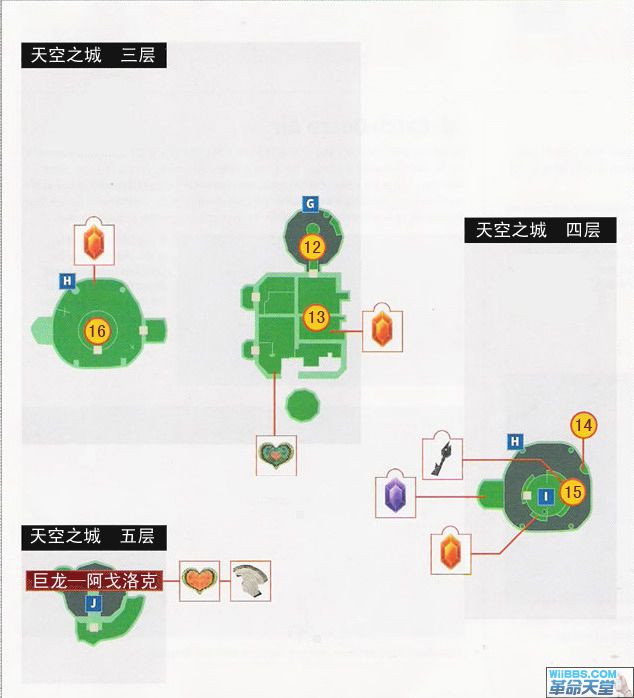 天空之城 三层
G
12
H
16
13
天空之城 四层
14
H
I
15
天空之城 五层
巨龙—阿戈洛克
J
WiiBBS.com
革命天堂